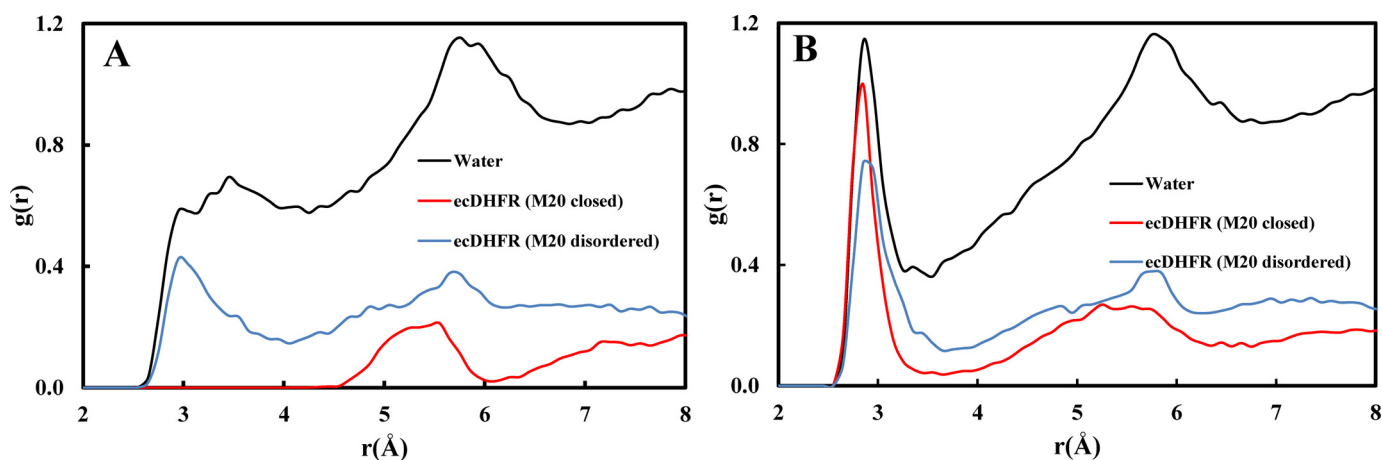 A
g(r)
1.2
0.8
0.4
0.0
Water
ecDHFR (M20 closed)
ecDHFR (M20 disordered)
2 3 4 5 6 7 8
r(Å)
B
g(r)
1.2
0.8
0.4
0.0
Water
ecDHFR (M20 closed)
ecDHFR (M20 disordered)
2 3 4 5 6 7 8
r(Å)